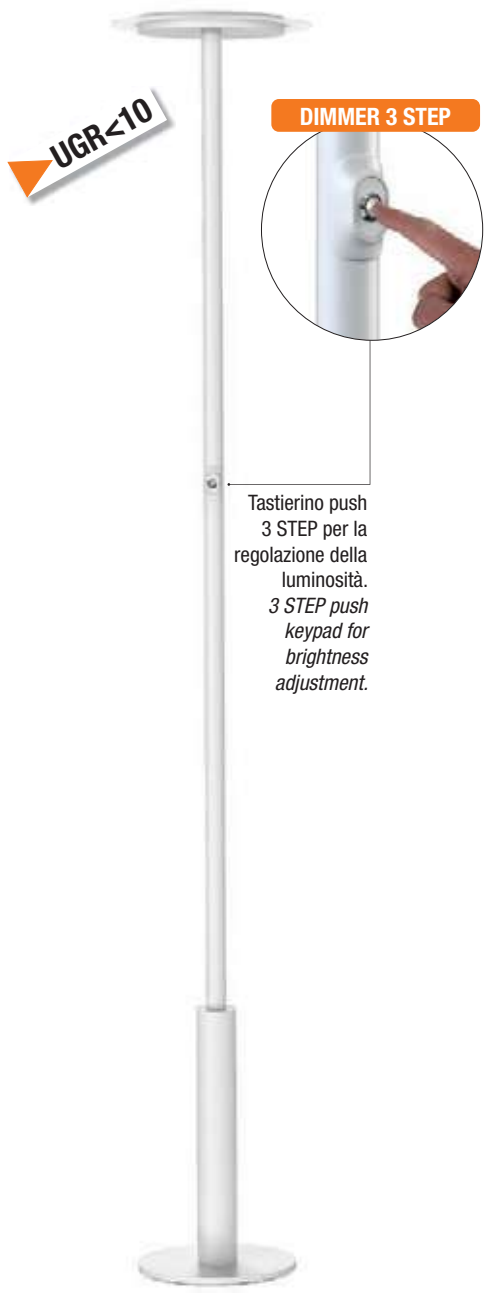 UGR<10
DIMMER 3 STEP
Tastierino push
3 STEP per la
regolazione della
luminosità.
3 STEP push
keypad for
brightness
adjustment.